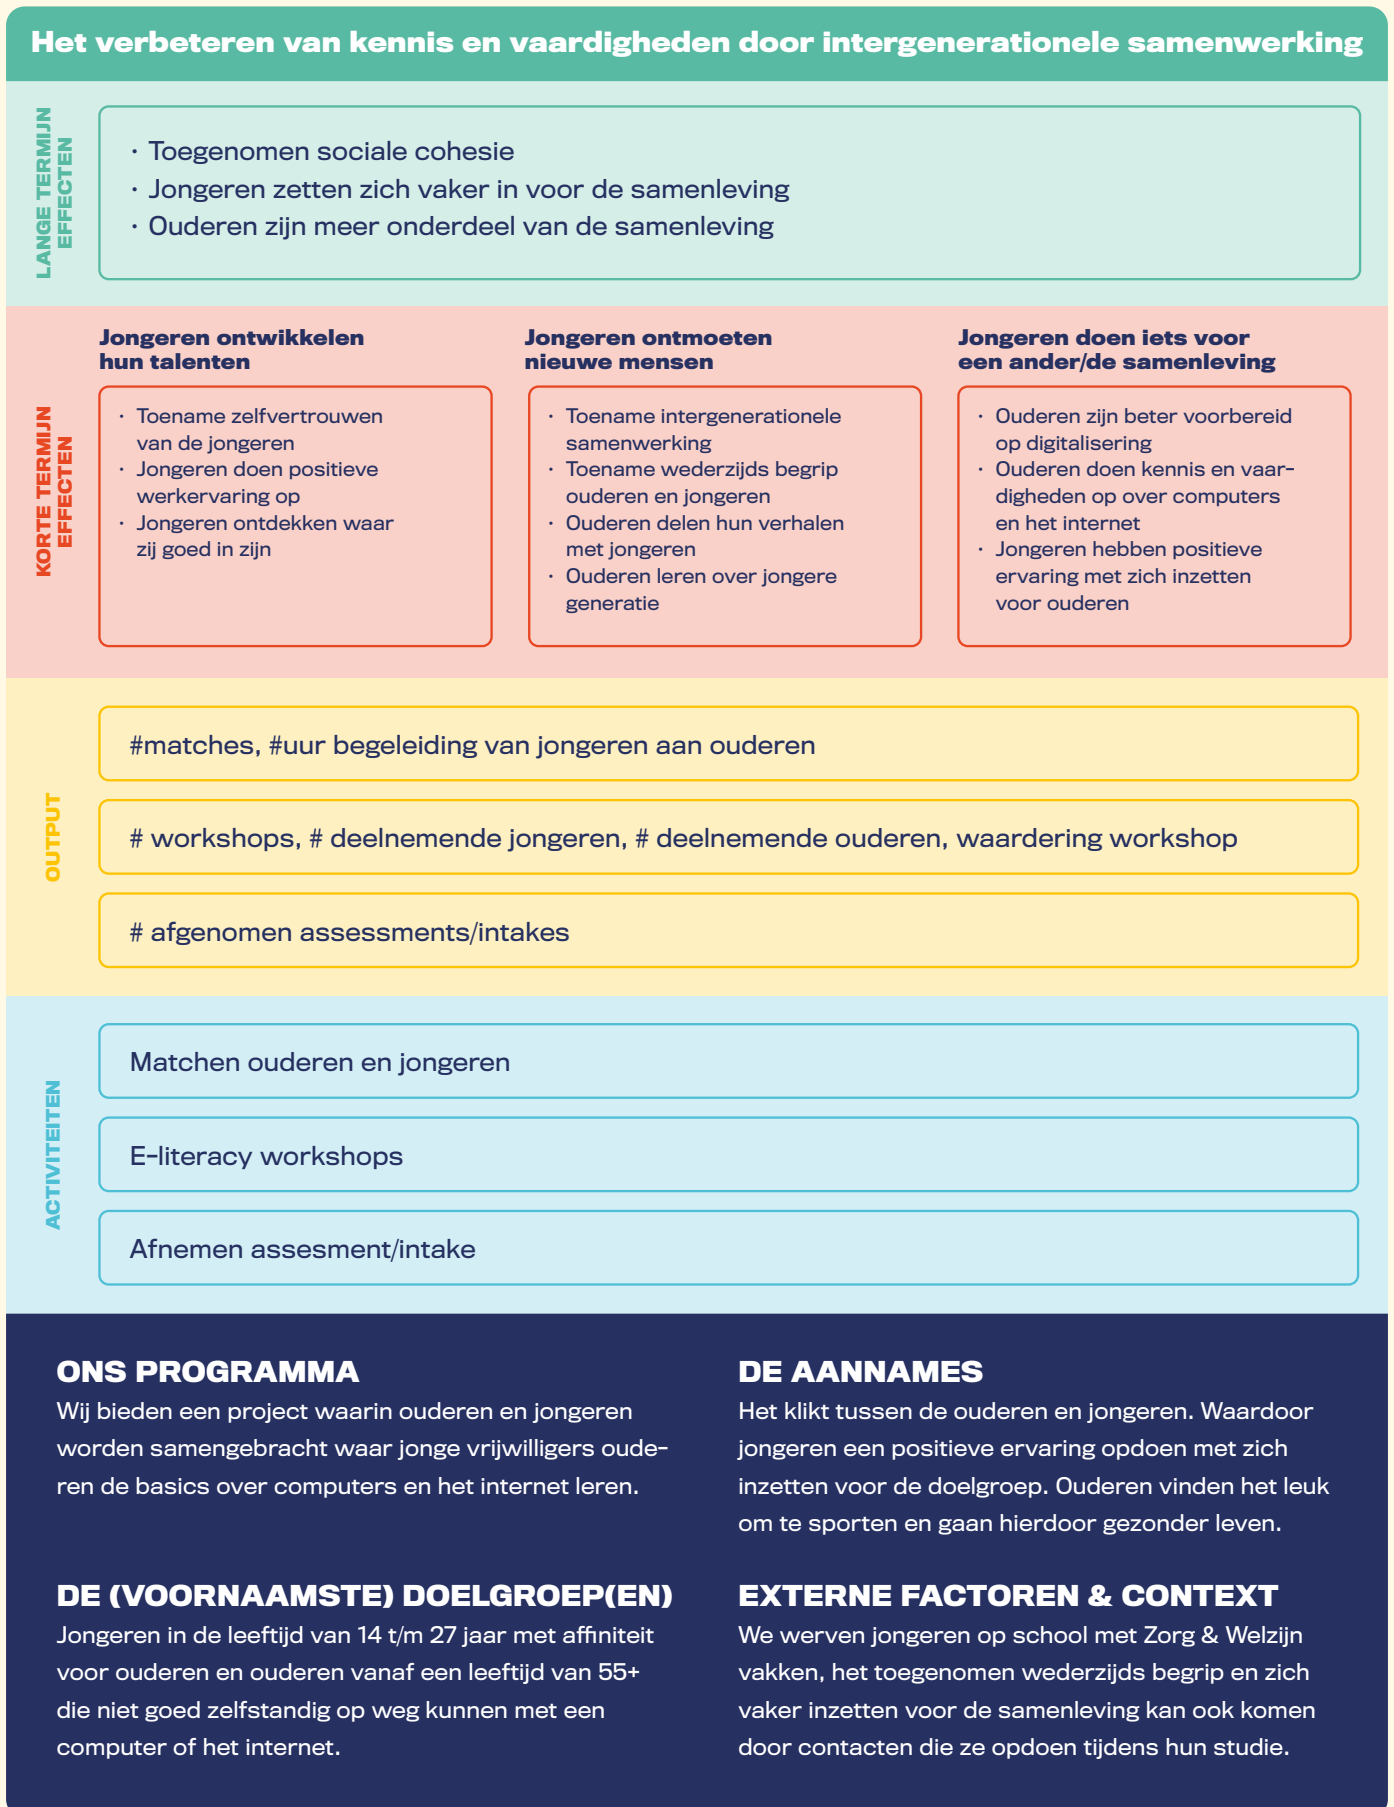 Het verbeteren van kennis en vaardigheden door intergenerationele samenwerking
LANGE TERMIJN
EFFECTEN
· Toegenomen sociale cohesie
· Jongeren zetten zich vaker in voor de samenleving
· Ouderen zijn meer onderdeel van de samenleving
KORTE TERMIJN
EFFECTEN
Jongeren ontwikkelen
hun talenten
· Toename zelfvertrouwen
van de jongeren
· Jongeren doen positieve
werkervaring op
· Jongeren ontdekken waar
zij goed in zijn
Jongeren ontmoeten
nieuwe mensen
· Toename intergenerationele
samenwerking
· Toename wederzijds begrip
ouderen en jongeren
· Ouderen delen hun verhalen
met jongeren
· Ouderen leren over jongere
generatie
Jongeren doen iets voor
een ander/de samenleving
· Ouderen zijn beter voorbereid
op digitalisering
· Ouderen doen kennis en vaar-
digheden op over computers
en het internet
· Jongeren hebben positieve
ervaring met zich inzetten
voor ouderen
OUTPUT
#matches, #uur begeleiding van jongeren aan ouderen
# workshops, # deelnemende jongeren, # deelnemende ouderen, waardering workshop
# afgenomen assessments/intakes
ACTIVITEITEN
Matchen ouderen en jongeren
E-literacy workshops
Afnemen assesment/intake
ONS PROGRAMMA
Wij bieden een project waarin ouderen en jongeren
worden samengebracht waar jonge vrijwilligers oude-
ren de basics over computers en het internet leren.
DE AANNAMES
Het klikt tussen de ouderen en jongeren. Waardoor
jongeren een positieve ervaring opdoen met zich
inzetten voor de doelgroep. Ouderen vinden het leuk
om te sporten en gaan hierdoor gezonder leven.
DE (VOORNAAMSTE) DOELGROEP(EN)
Jongeren in de leeftijd van 14 t/m 27 jaar met affiniteit
voor ouderen en ouderen vanaf een leeftijd van 55+
die niet goed zelfstandig op weg kunnen met een
computer of het internet.
EXTERNE FACTOREN & CONTEXT
We werven jongeren op school met Zorg & Welzijn
vakken, het toegenomen wederzijds begrip en zich
vaker inzetten voor de samenleving kan ook komen
door contacten die ze opdoen tijdens hun studie.